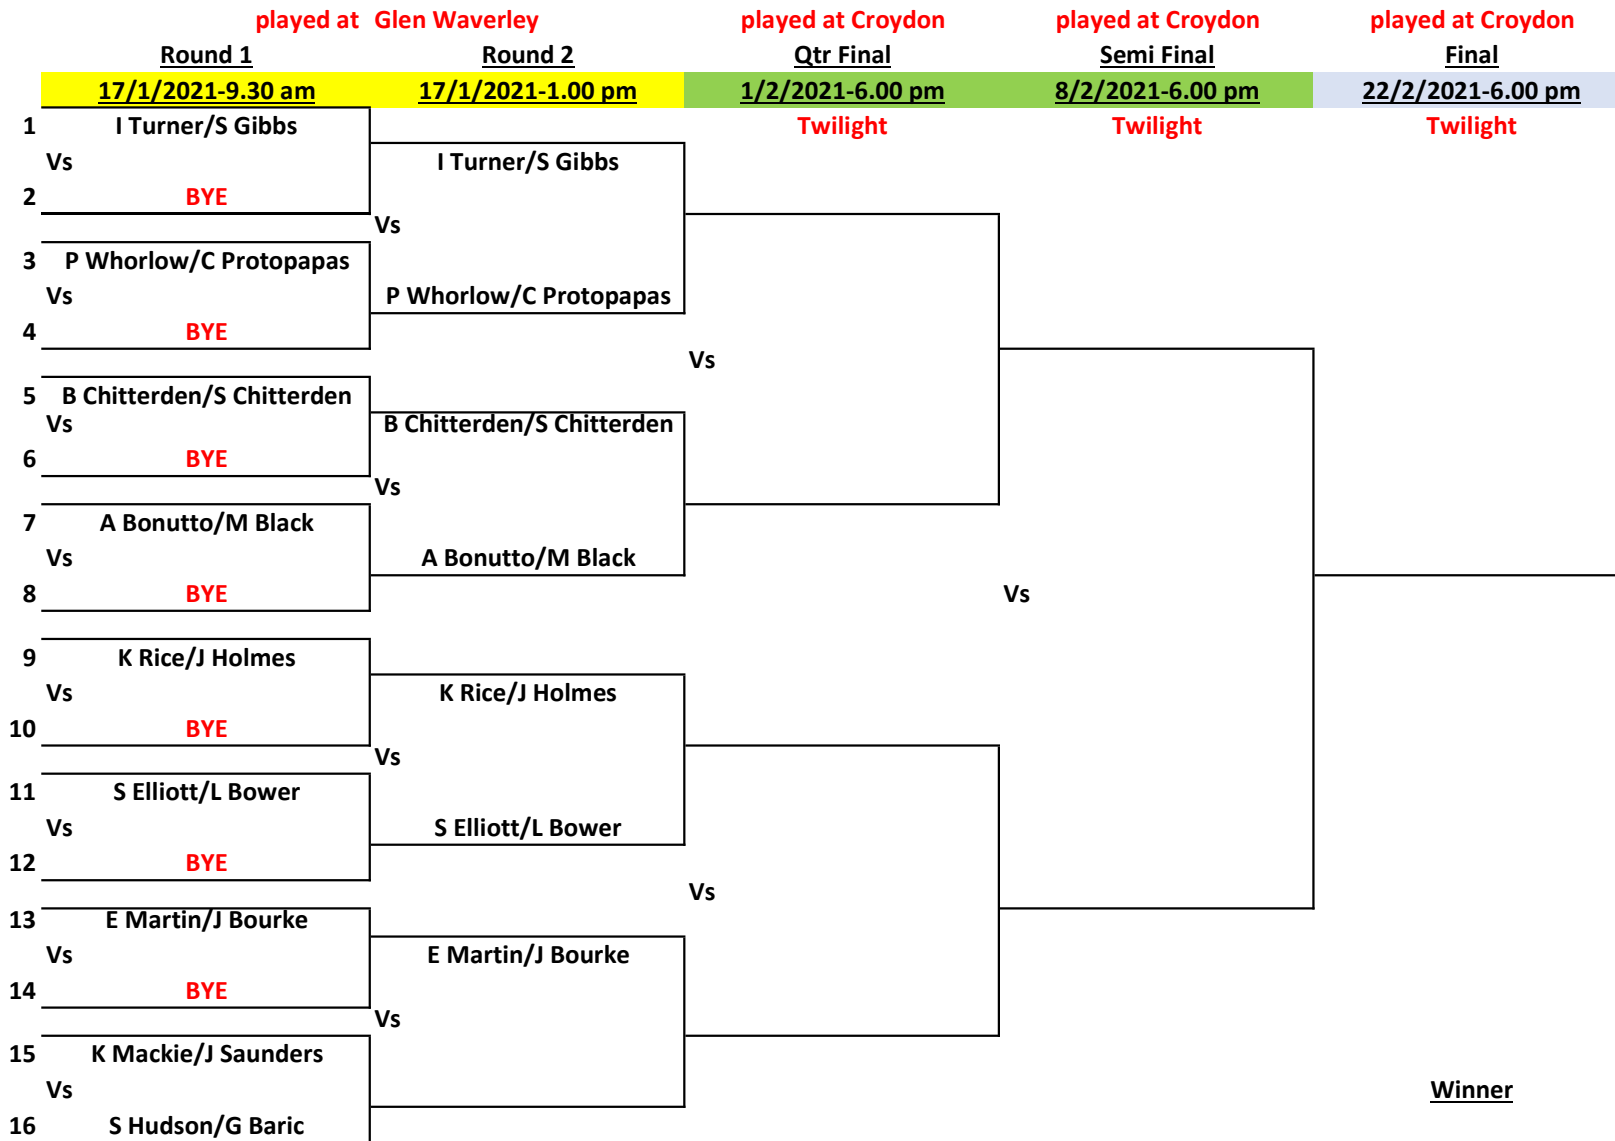 played at Glen Waverley played at Croydon played at Croydon played at Croydon
Round 1 Round 2 Qtr Final Semi Final Final
17/1/2021-9.30 am 17/1/2021-1.00 pm 1/2/2021-6.00 pm 8/2/2021-6.00 pm 22/2/2021-6.00 pm
1 I Turner/S Gibbs Twilight Twilight Twilight
Vs I Turner/S Gibbs
2 BYE
Vs
3 P Whorlow/C Protopapas
Vs P Whorlow/C Protopapas
4 BYE
Vs
5 B Chitterden/S Chitterden
Vs B Chitterden/S Chitterden
6 BYE
Vs
7 A Bonutto/M Black
Vs A Bonutto/M Black
8 BYE Vs
9 K Rice/J Holmes
Vs K Rice/J Holmes
10 BYE
Vs
11 S Elliott/L Bower
Vs S Elliott/L Bower
12 BYE
Vs
13 E Martin/J Bourke
Vs E Martin/J Bourke
14 BYE
Vs
15 K Mackie/J Saunders
Vs Winner
16 S Hudson/G Baric